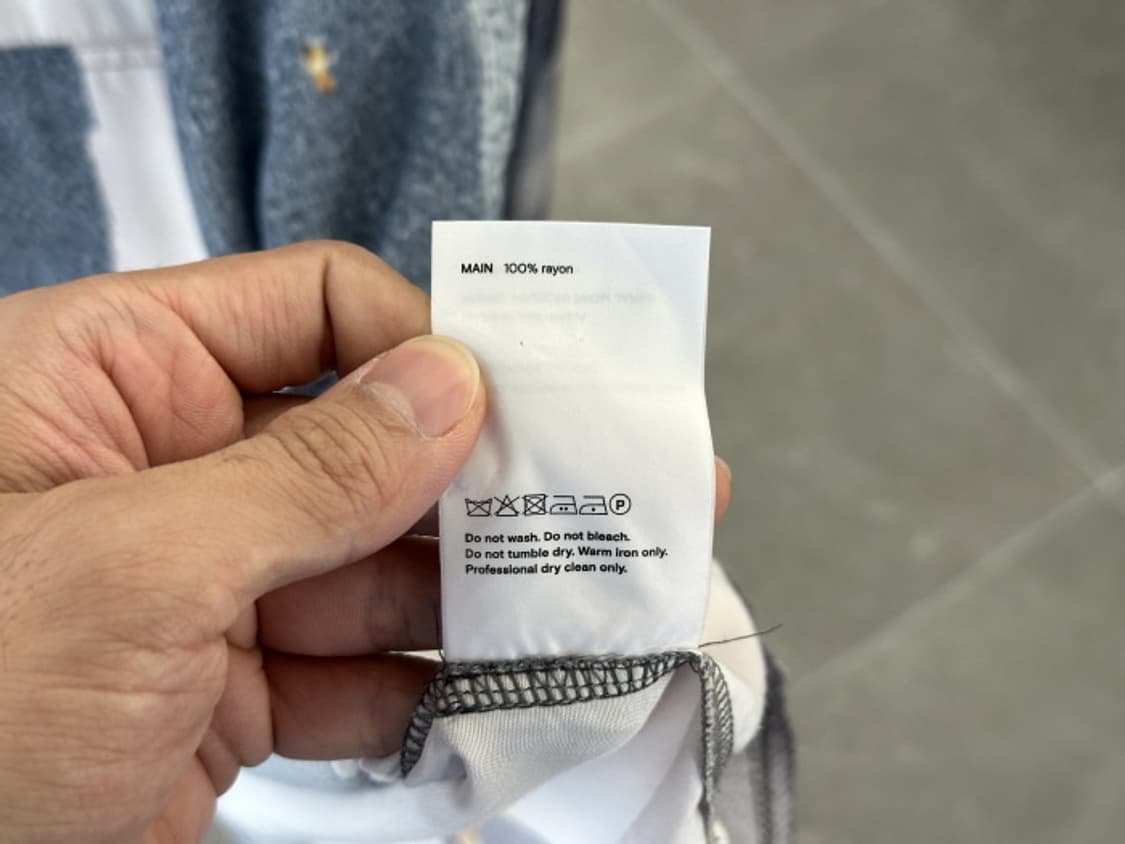 MAIN 100% rayon
P
Do not wash. Do not bleach.
Do not tumble dry. Warm iron only.
Professional dry clean only.